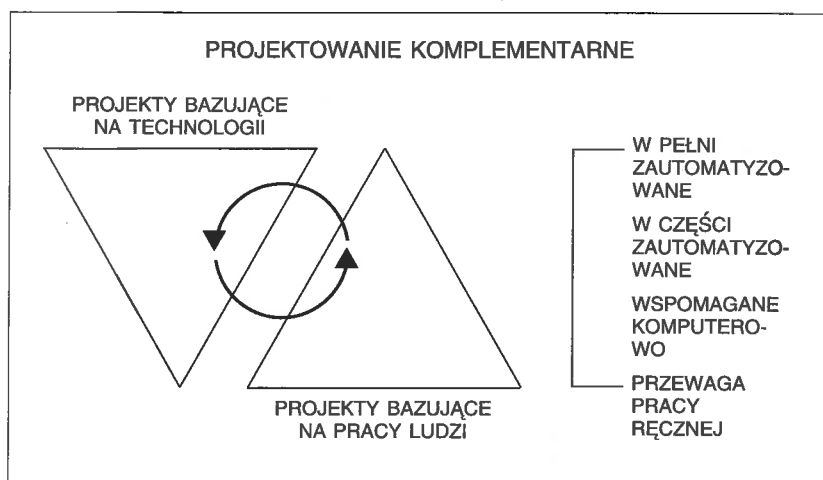 PROJEKTOWANIE KOMPLEMENTARNE
PROJEKTY BAZUJĄCE
NA TECHNOLOGII
W PEŁNI
ZAUTOMATYZO-
WANE
W CZĘŚCI
ZAUTOMATYZO-
WANE
WSPOMAGANE
KOMPUTERO-
WO
PRZEWAGA
PRACY
RĘCZNEJ
PROJEKTY BAZUJĄCE
NA PRACY LUDZI